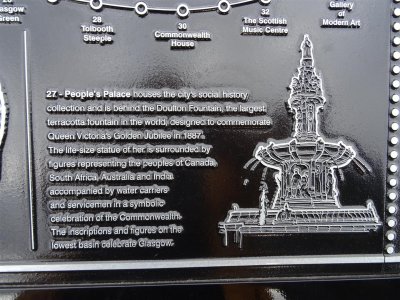 Glasgow
Green
28
Tolbooth
Steeple
30
Commonwealth
House
32
The Scottish
Music Centre
Gallery
of
Modern Art
27 - People's Palace houses the city's social history
collection and is behind the Doulton Fountain, the largest
terracotta fountain in the world, designed to commemorate
Queen Victoria's Golden Jubilee in 1887.
The life-size statue of her is surrounded by
figures representing the peoples of Canada,
South Africa, Australia and India
accompanied by water carriers
and servicemen in a symbolic
celebration of the Commonwealth.
The inscriptions and figures on the
lowest basin celebrate Glasgow.